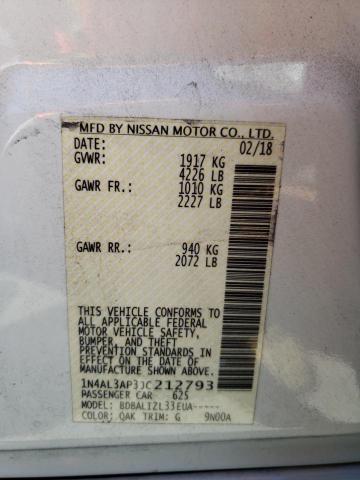 MFD BY NISSAN MOTOR CO., LTD.
DATE: 02/18
GVWR: 1917 KG
4226 LB
GAWR FR.: 1010 KG
2227 LB
GAWR RR.: 940 KG
2072 LB
THIS VEHICLE CONFORMS TO
ALL APPLICABLE FEDERAL
MOTOR VEHICLE SAFETY,
BUMPER, AND THEFT
PREVENTION STANDARDS IN
EFFECT ON THE DATE OF
MANUFACTURE SHOWN ABOVE.
1N4AL3AP3JC212793
PASSENGER CAR 625
MODEL: BDBALIZL33EUA-----
COLOR: QAK TRIM: G 9N00A